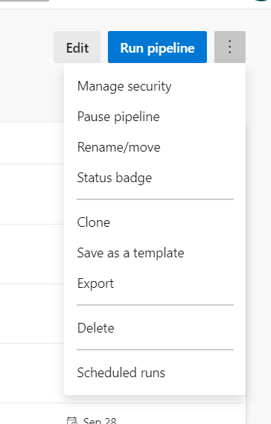 Edit Run pipeline
Manage security
Pause pipeline
Rename/move
Status badge
Clone
Save as a template
Export
Delete
Scheduled runs
Sep 28